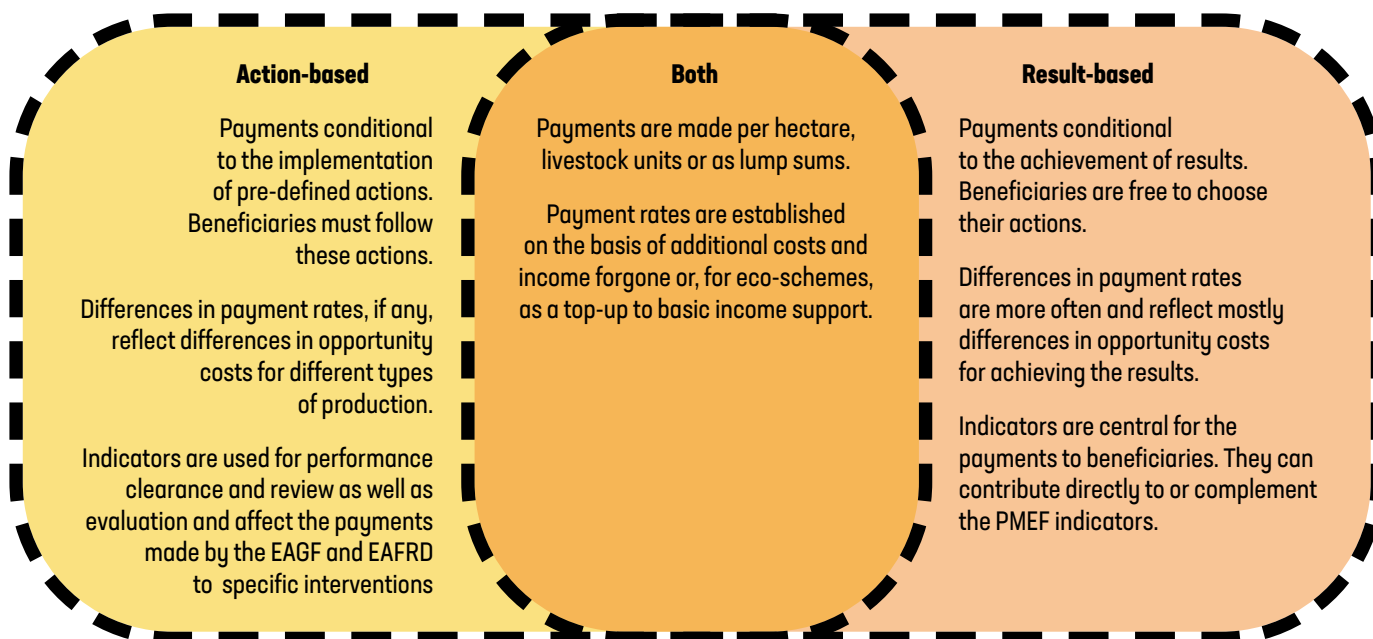 Action-based
Payments conditional
to the implementation
of pre-defined actions.
Beneficiaries must follow
these actions.
Differences in payment rates, if any,
reflect differences in opportunity
costs for different types
of production.
Indicators are used for performance
clearance and review as well as
evaluation and affect the payments
made by the EAGF and EAFRD
to specific interventions
Both
Payments are made per hectare,
livestock units or as lump sums.
Payment rates are established
on the basis of additional costs and
income forgone or, for eco-schemes,
as a top-up to basic income support.
Result-based
Payments conditional
to the achievement of results.
Beneficiaries are free to choose
their actions.
Differences in payment rates
are more often and reflect mostly
differences in opportunity costs
for achieving the results.
Indicators are central for the
payments to beneficiaries. They can
contribute directly to or complement
the PMEF indicators.